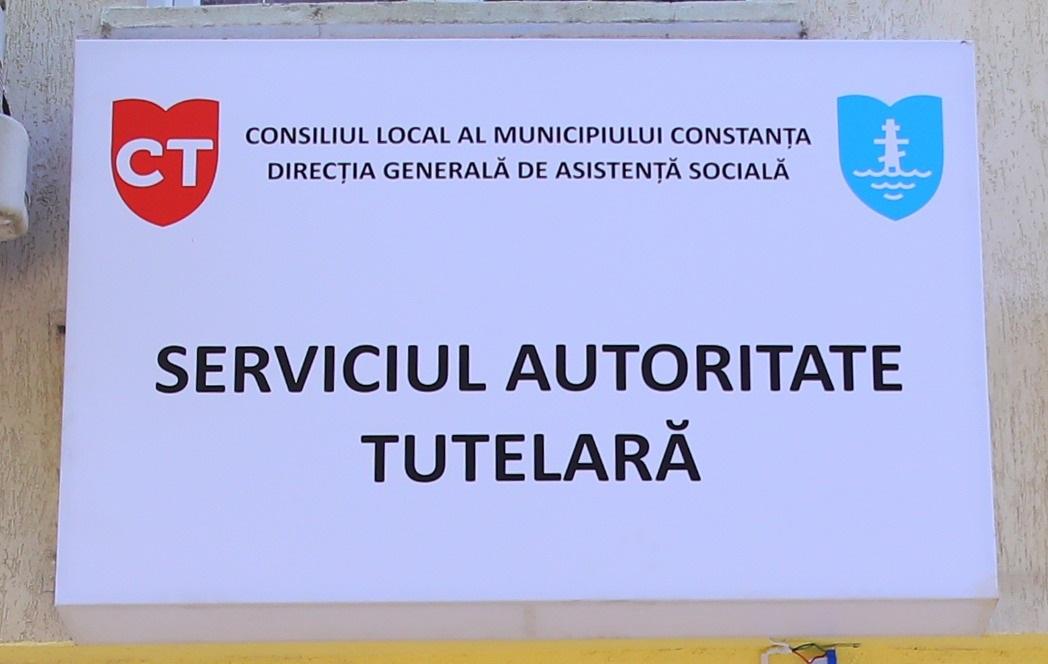 CT
CONSILIUL LOCAL AL MUNICIPIULUI CONSTANȚA
DIRECȚIA GENERALĂ DE ASISTENȚĂ SOCIALĂ
SERVICIUL AUTORITATE
TUTELARĂ